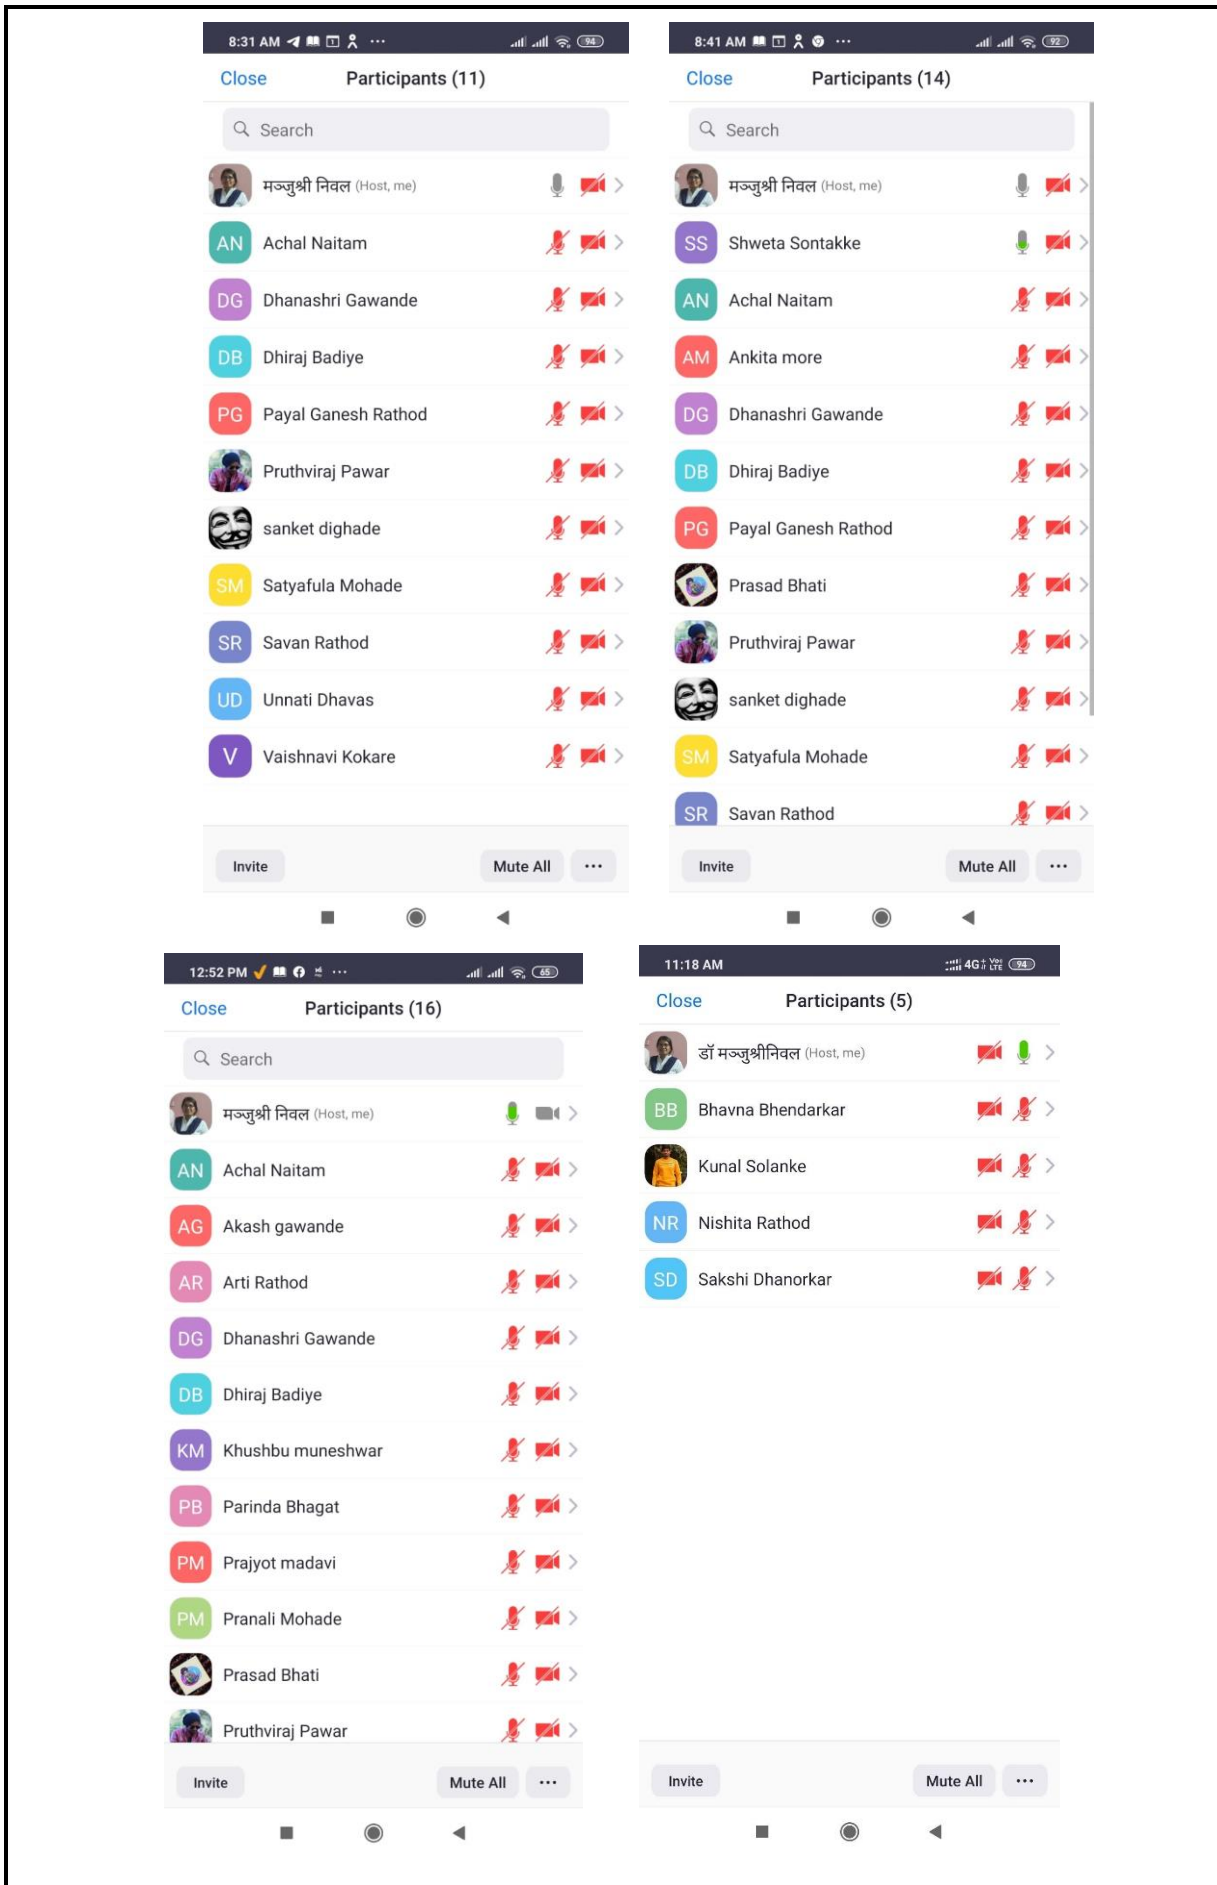 8:31 AM
94
Close Participants (11)
Search
मञ्जुश्री निवल (Host, me)
AN Achal Naitam
DG Dhanashri Gawande
DB Dhiraj Badiye
PG Payal Ganesh Rathod
Pruthviraj Pawar
sanket dighade
SM Satyafula Mohade
SR Savan Rathod
UD Unnati Dhavas
V Vaishnavi Kokare
Invite Mute All ...
8:41 AM
92
Close Participants (14)
Search
मञ्जुश्री निवल (Host, me)
SS Shweta Sontakke
AN Achal Naitam
AM Ankita more
DG Dhanashri Gawande
DB Dhiraj Badiye
PG Payal Ganesh Rathod
Prasad Bhati
Pruthviraj Pawar
sanket dighade
SM Satyafula Mohade
SR Savan Rathod
Invite Mute All ...
12:52 PM
65
Close Participants (16)
Search
मञ्जुश्री निवल (Host, me)
AN Achal Naitam
AG Akash gawande
AR Arti Rathod
DG Dhanashri Gawande
DB Dhiraj Badiye
KM Khushbu muneshwar
PB Parinda Bhagat
PM Prajyot madavi
PM Pranali Mohade
Prasad Bhati
Pruthviraj Pawar
Invite Mute All ...
11:18 AM
4G+ VoLTE 94
Close Participants (5)
डॉ मञ्जुश्रीनिवल (Host, me)
BB Bhavna Bhendarkar
Kunal Solanke
NR Nishita Rathod
SD Sakshi Dhanorkar
Invite Mute All ...